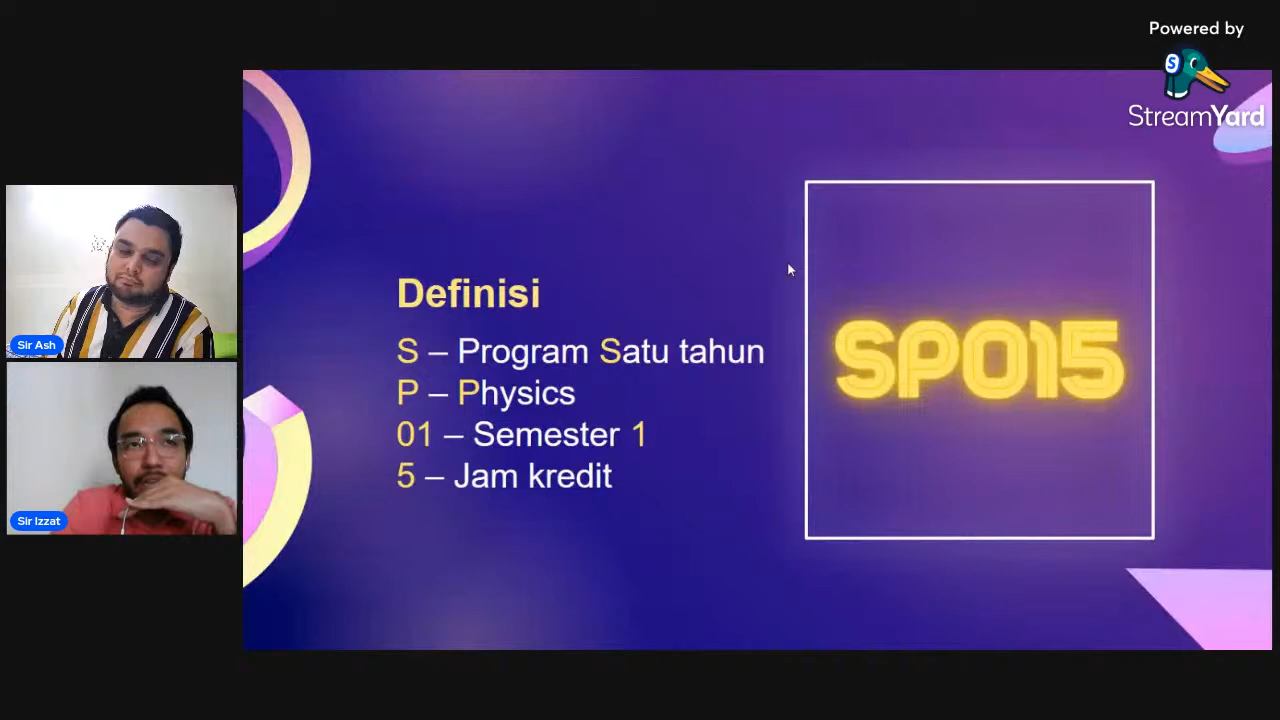 Powered by
StreamYard
Definisi
S – Program Satu tahun
P – Physics
01 – Semester 1
5 – Jam kredit
SP015
Sir Ash
Sir Izzat